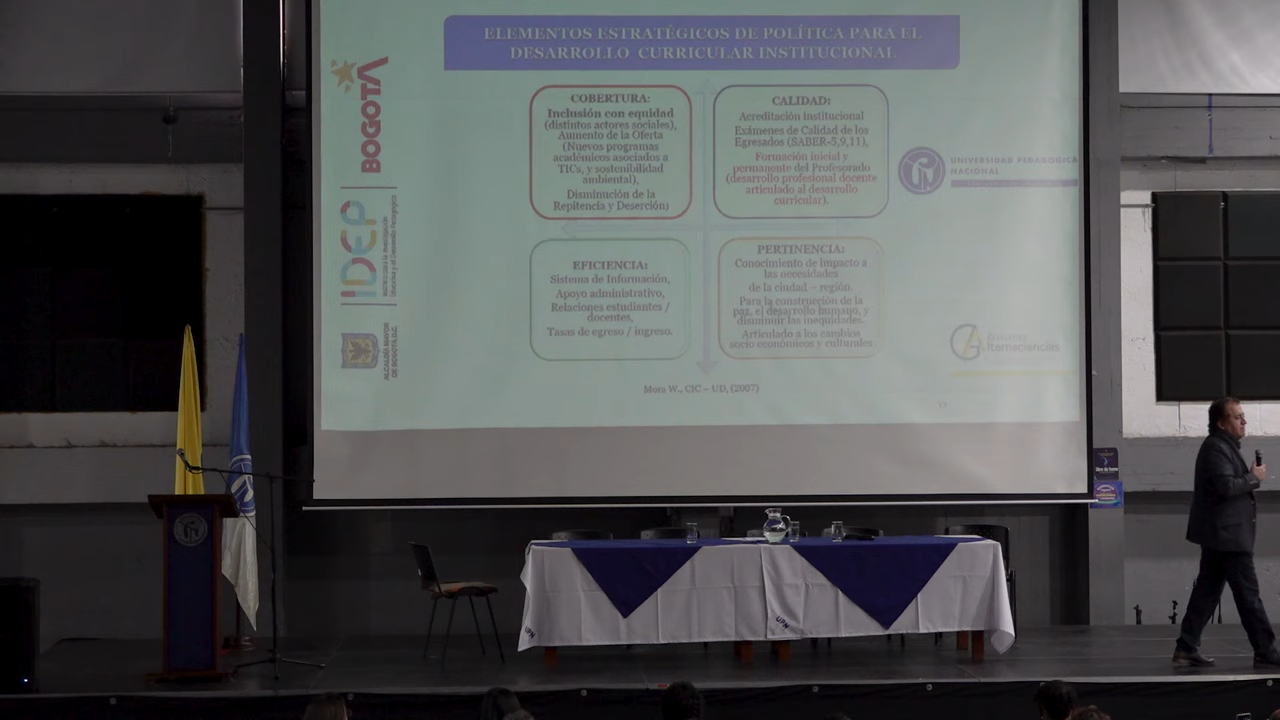 ELEMENTOS ESTRATÉGICOS DE POLÍTICA PARA EL
DESARROLLO CURRICULAR INSTITUCIONAL
COBERTURA:
Inclusión con equidad
(distintos actores sociales),
Aumento de la Oferta
(Nuevos programas
académicos asociados a
TICs, y sostenibilidad
ambiental),
Disminución de la
Repitencia y Deserción)
CALIDAD:
Acreditación Institucional
Exámenes de Calidad de los
Egresados (SABER-5,9,11),
Formación inicial y
permanente del Profesorado
(desarrollo profesional docente
articulado al desarrollo
curricular).
EFICIENCIA:
Sistema de Información,
Apoyo administrativo,
Relaciones estudiantes /
docentes,
Tasas de egreso / ingreso.
PERTINENCIA:
Conocimiento de Impacto a
las necesidades
de la ciudad – región.
Para la construcción de la
paz, el desarrollo humano, y
disminuir las inequidades.
Articulado a los cambios
socio económicos y culturales
Mora W., CIC – UD, (2007)
BOGOTÁ
IDEP
ALCALDÍA MAYOR
DE BOGOTÁ D.C.
UNIVERSIDAD PEDAGÓGICA
NACIONAL
Alternaciencias
UPN
UPN